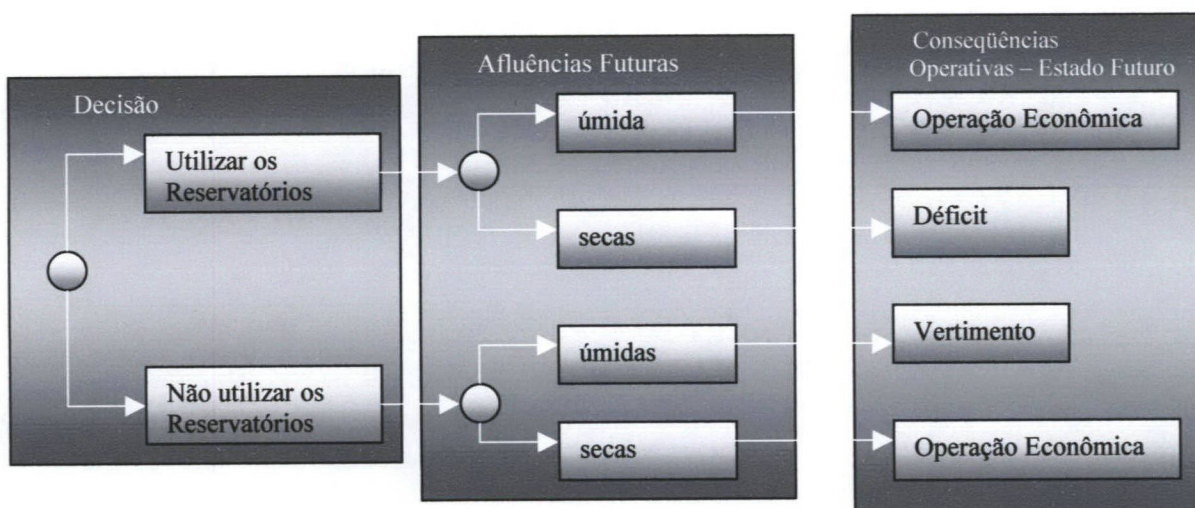 Decisão
Utilizar os
Reservatórios
Não utilizar os
Reservatórios
Afluências Futuras
úmida
secas
úmidas
secas
Conseqüências
Operativas – Estado Futuro
Operação Econômica
Déficit
Vertimento
Operação Econômica